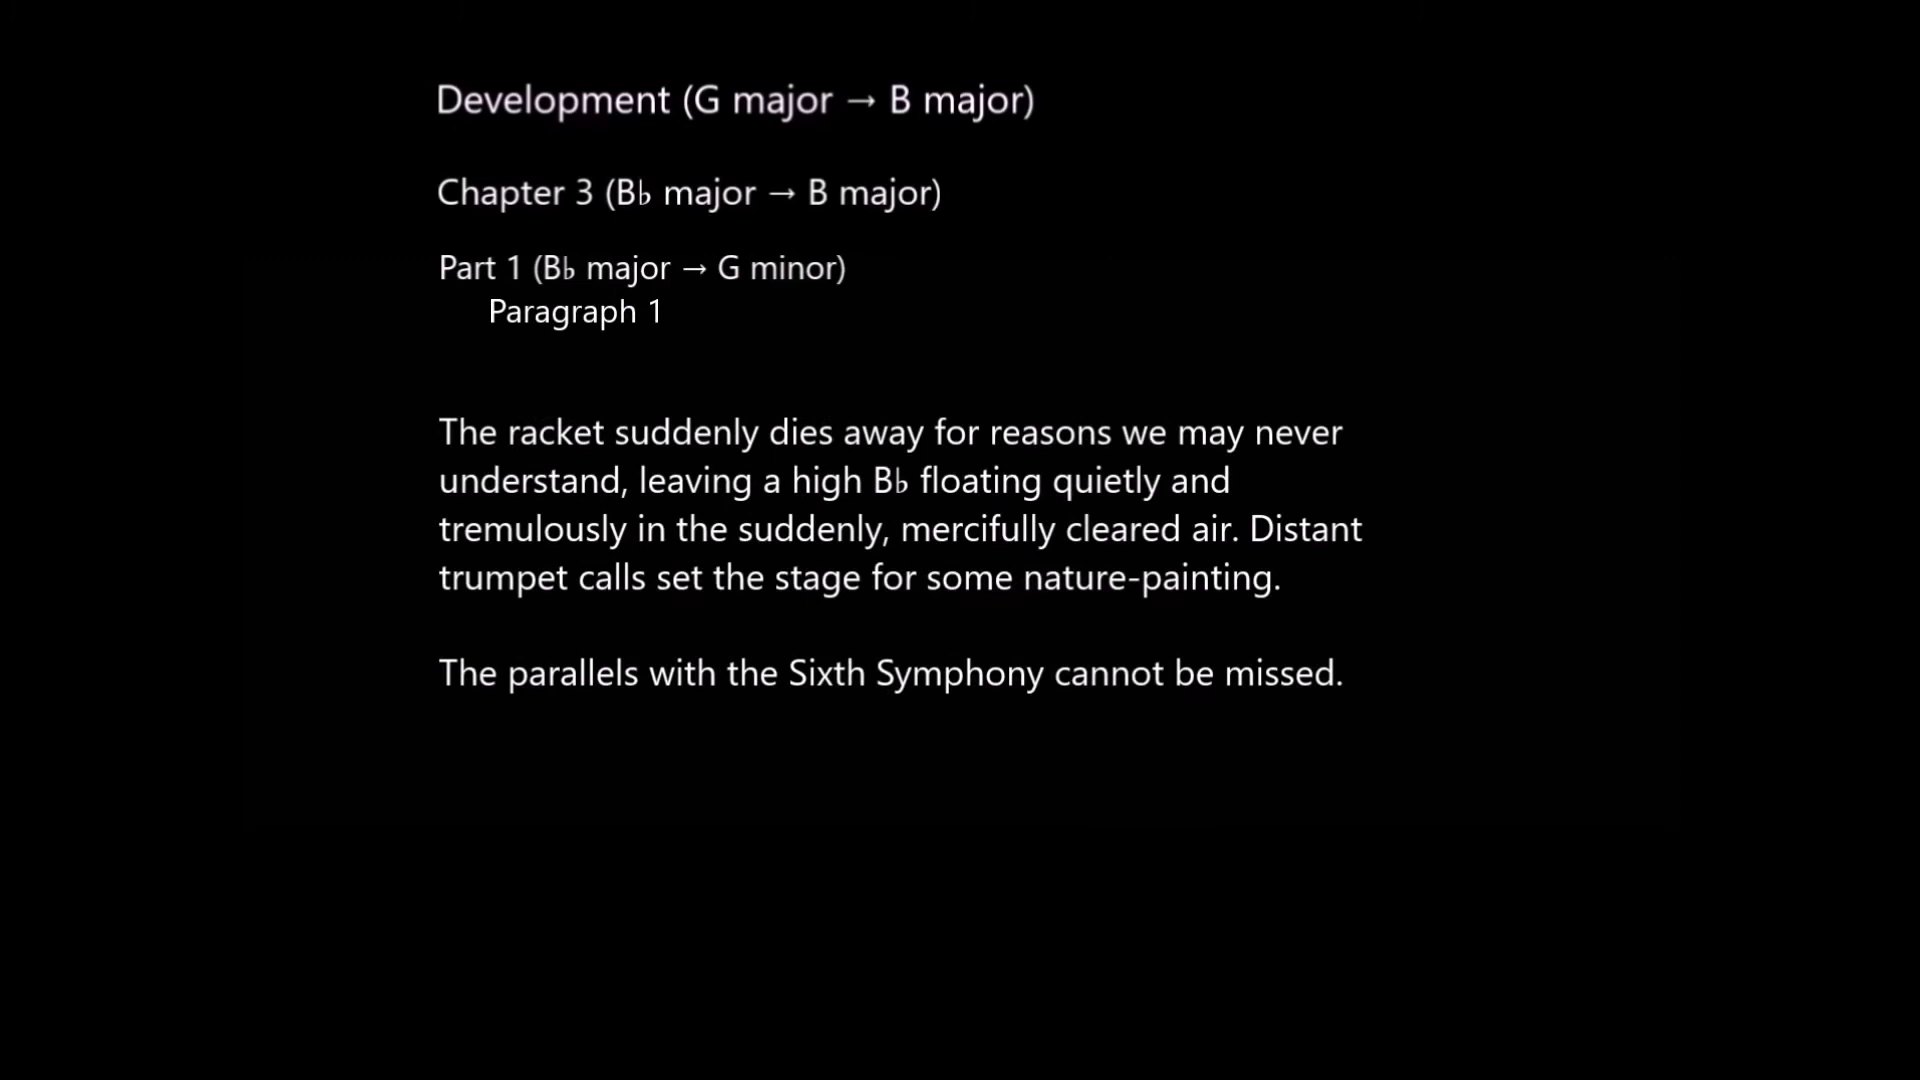 Development (G major → B major)
Chapter 3 (B♭ major → B major)
Part 1 (B♭ major → G minor)
Paragraph 1
The racket suddenly dies away for reasons we may never
understand, leaving a high B♭ floating quietly and
tremulously in the suddenly, mercifully cleared air. Distant
trumpet calls set the stage for some nature-painting.
The parallels with the Sixth Symphony cannot be missed.